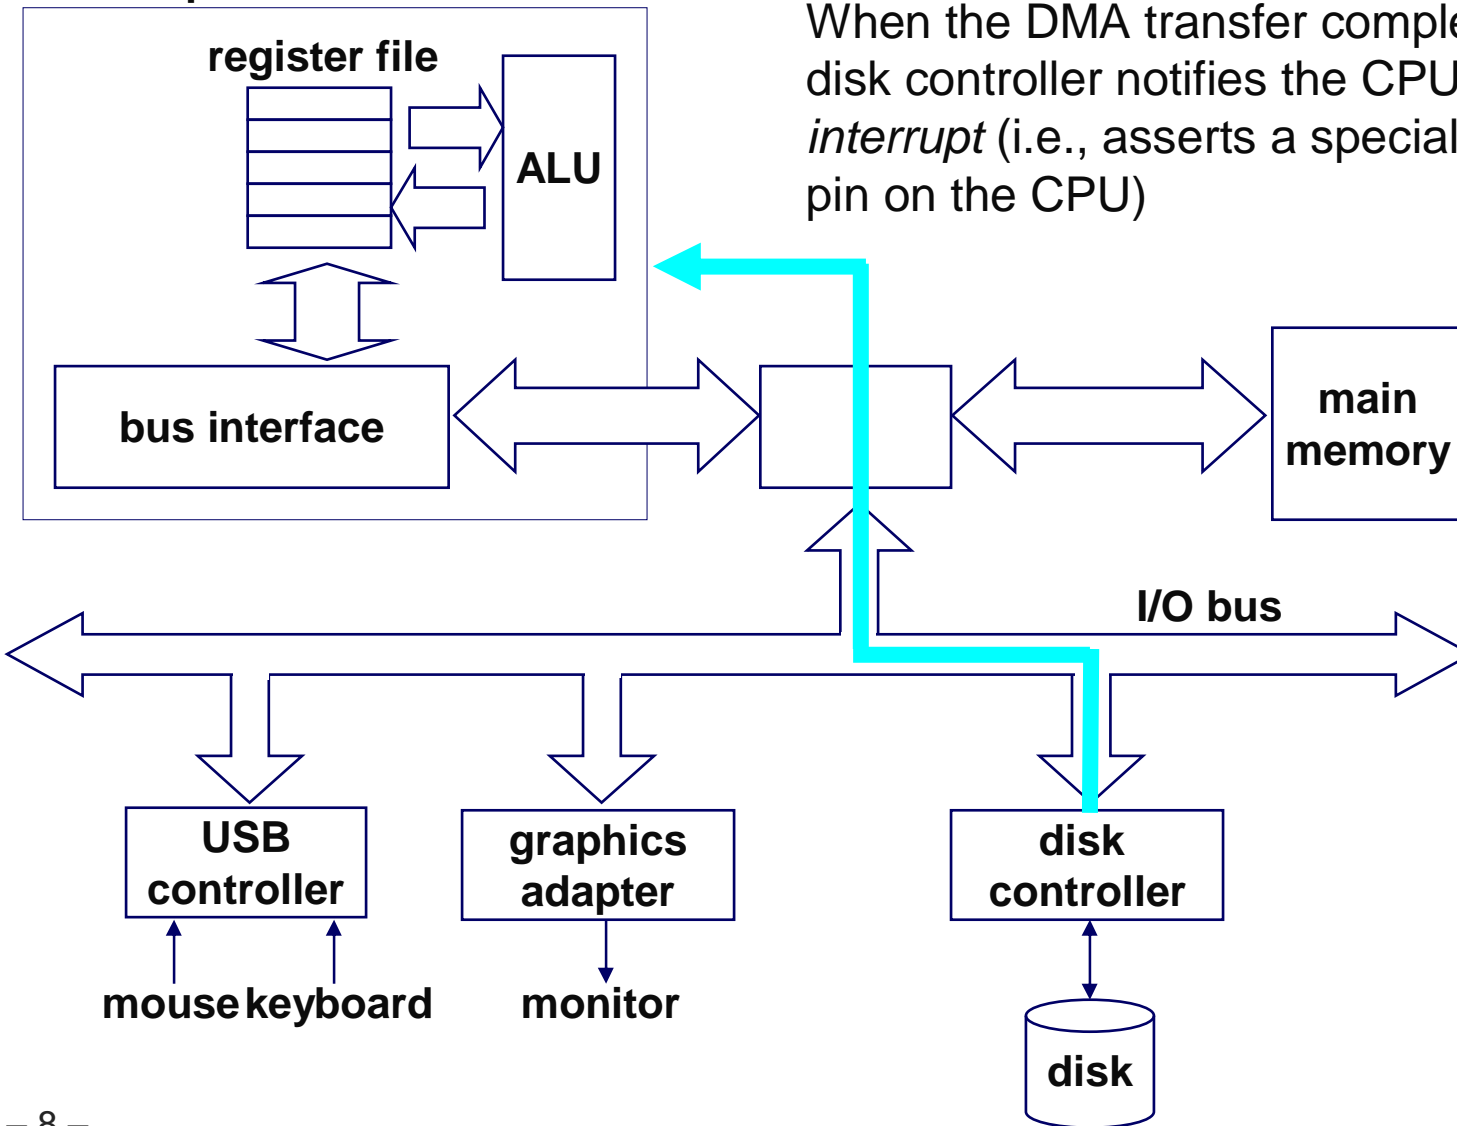 When the DMA transfer
disk controller notifies the CPU
interrupt (i.e., asserts a special
pin on the CPU)
register file
ALU
bus interface
main
memory
I/O bus
USB
controller
graphics
adapter
disk
controller
mouse keyboard
monitor
disk
– 8 –